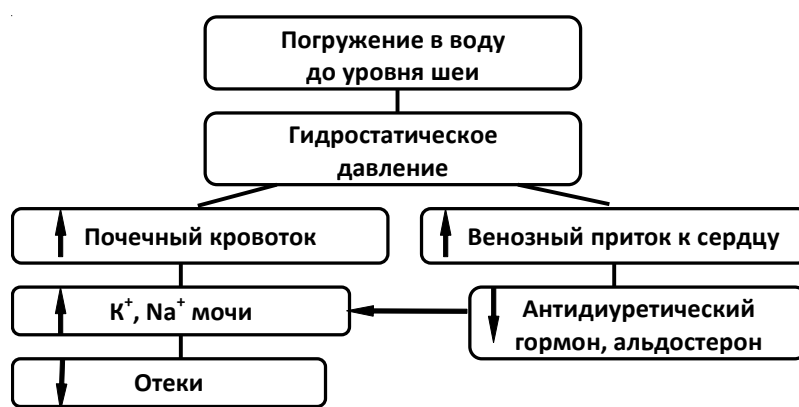 Погружение в воду
до уровня шеи
Гидростатическое
давление
Почечный кровоток
Венозный приток к сердцу
K⁺, Na⁺ мочи
Антидиуретический
гормон, альдостерон
Отеки